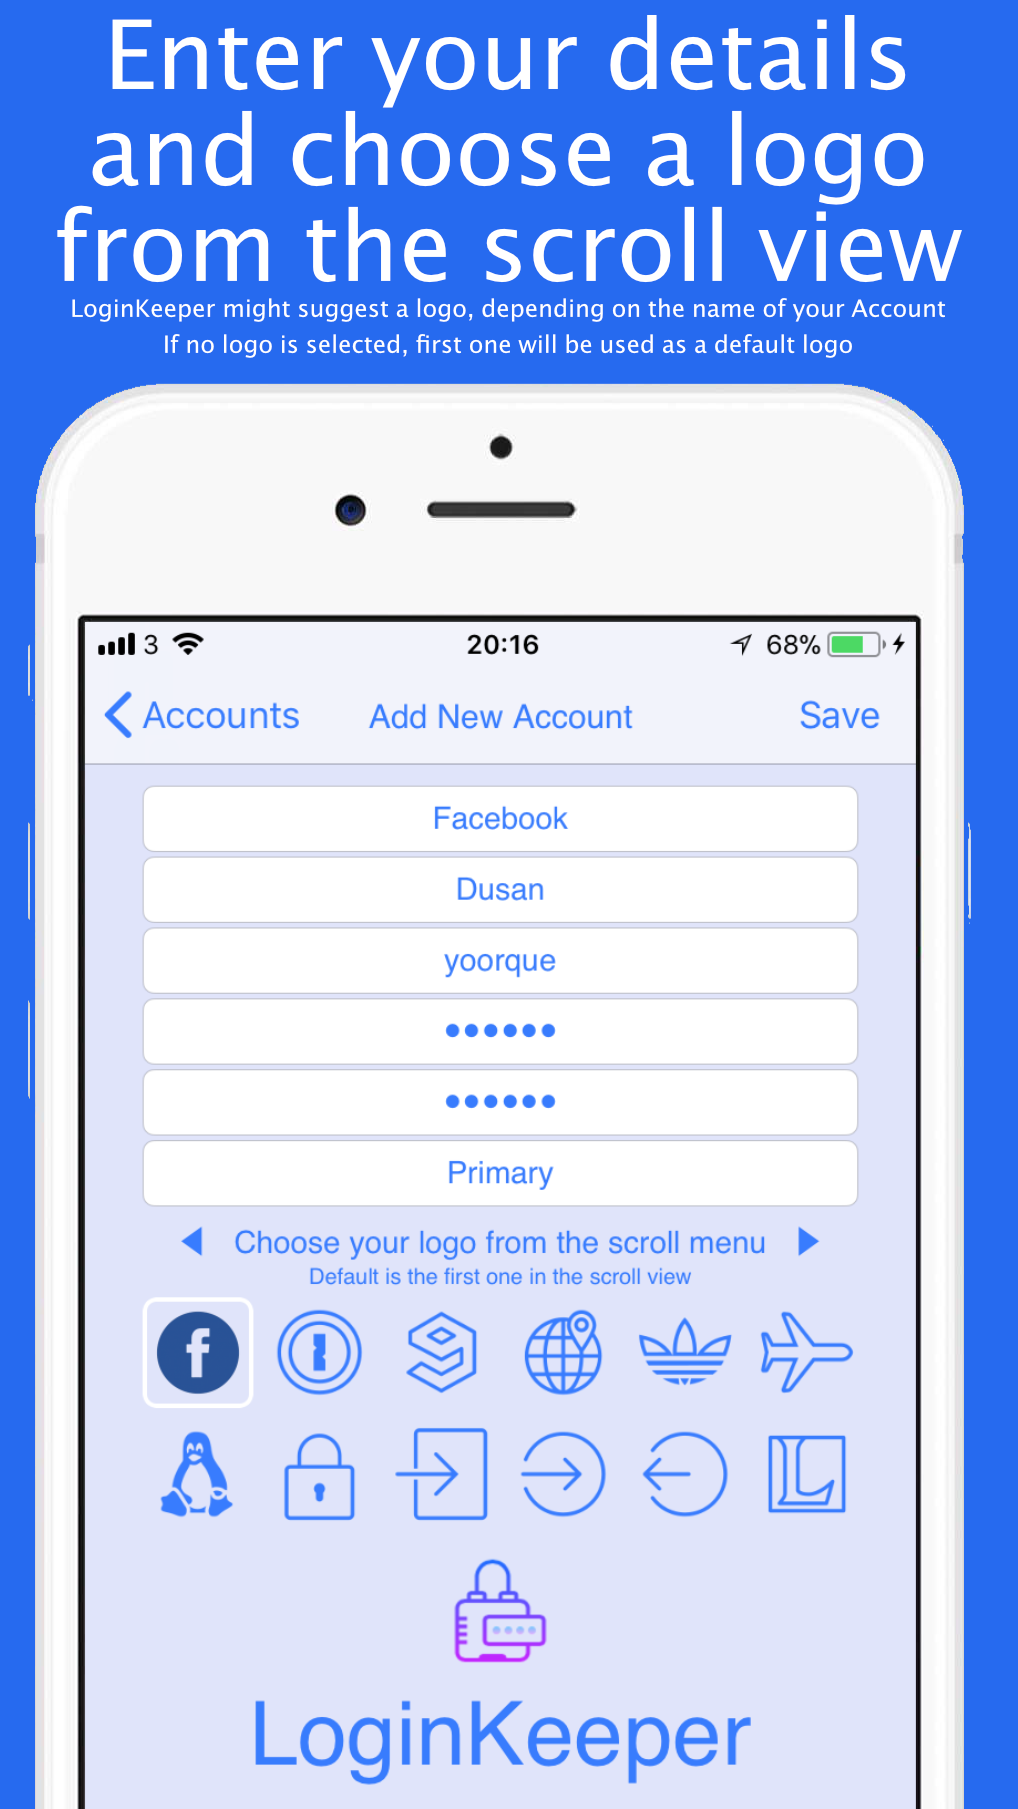 Enter your details
and choose a logo
from the scroll view
LoginKeeper might suggest a logo, depending on the name of your Account
If no logo is selected, first one will be used as a default logo
3 20:16 68%
Accounts Add New Account Save
Facebook
Dusan
yoorque
••••••
••••••
Primary
Choose your logo from the scroll menu
Default is the first one in the scroll view
LoginKeeper